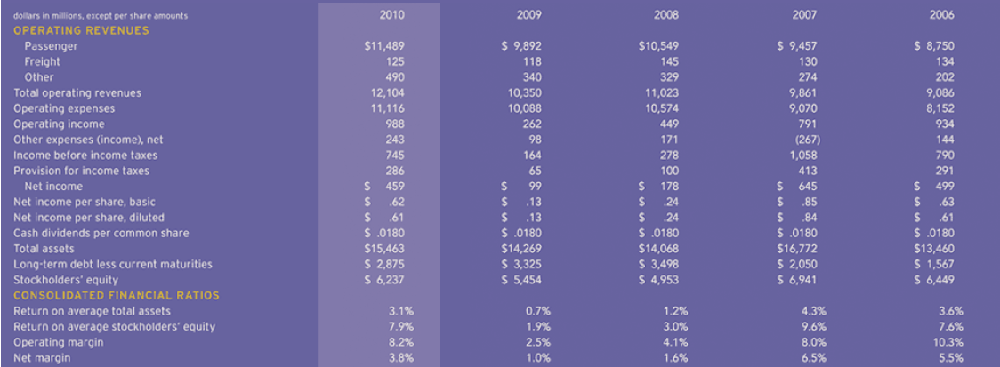 dollars in millions, except per share amounts 2010 2009 2008 2007 2006
OPERATING REVENUES
Passenger $11,489 $ 9,892 $10,549 $ 9,457 $ 8,750
Freight 125 118 145 130 134
Other 490 340 329 274 202
Total operating revenues 12,104 10,350 11,023 9,861 9,086
Operating expenses 11,116 10,088 10,574 9,070 8,152
Operating income 988 262 449 791 934
Other expenses (income), net 243 98 171 (267) 144
Income before income taxes 745 164 278 1,058 790
Provision for income taxes 286 65 100 413 291
Net income $ 459 $ 99 $ 178 $ 645 $ 499
Net income per share, basic $ .62 $ .13 $ .24 $ .85 $ .63
Net income per share, diluted $ .61 $ .13 $ .24 $ .84 $ .61
Cash dividends per common share $ .0180 $ .0180 $ .0180 $ .0180 $ .0180
Total assets $15,463 $14,269 $14,068 $16,772 $13,460
Long-term debt less current maturities $ 2,875 $ 3,325 $ 3,498 $ 2,050 $ 1,567
Stockholders' equity $ 6,237 $ 5,454 $ 4,953 $ 6,941 $ 6,449
CONSOLIDATED FINANCIAL RATIOS
Return on average total assets 3.1% 0.7% 1.2% 4.3% 3.6%
Return on average stockholders' equity 7.9% 1.9% 3.0% 9.6% 7.6%
Operating margin 8.2% 2.5% 4.1% 8.0% 10.3%
Net margin 3.8% 1.0% 1.6% 6.5% 5.5%